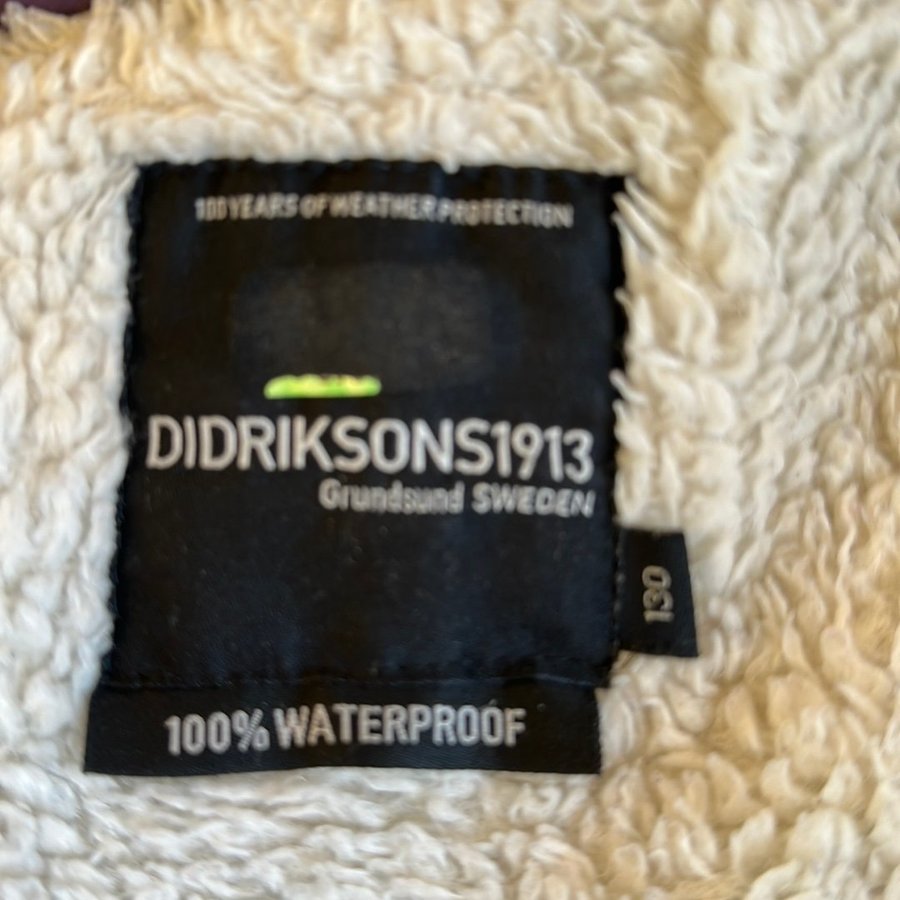 100 YEARS OF WEATHER PROTECTION
DIDRIKSONS1913
Grundsund SWEDEN
130
100% WATERPROOF